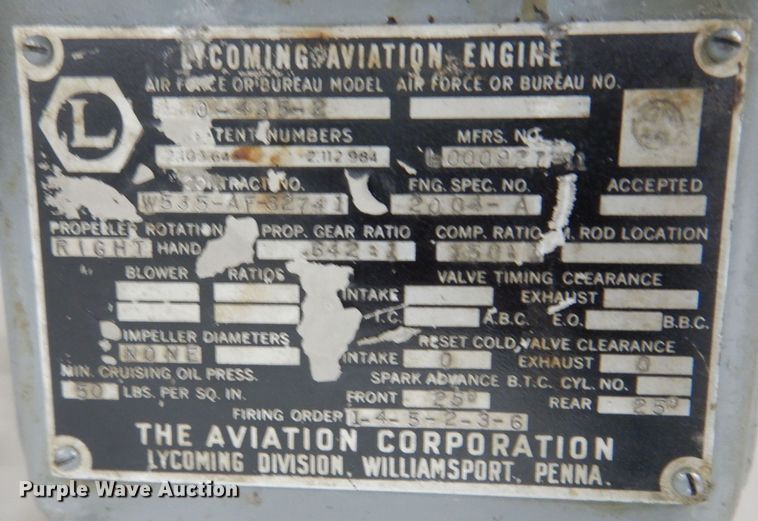 LYCOMING AVIATION ENGINE
AIR FORCE OR BUREAU MODEL AIR FORCE OR BUREAU NO.
O-435-2
L
PATENT NUMBERS MFRS. NO.
2.112.984
CONTRACT NO. ENG. SPEC. NO. ACCEPTED
W535-AF-32741 2004-A
PROPELLER ROTATION PROP. GEAR RATIO COMP. RATIO M. ROD LOCATION
RIGHT HAND .642:1
BLOWER RATIOS VALVE TIMING CLEARANCE
INTAKE EXHAUST
T.C. A.B.C. E.O. B.B.C.
IMPELLER DIAMETERS RESET COLD VALVE CLEARANCE
NONE INTAKE 0 EXHAUST 0
MIN. CRUISING OIL PRESS. SPARK ADVANCE B.T.C. CYL. NO.
50 LBS. PER SQ. IN. FRONT 25° REAR 25°
FIRING ORDER 1-4-5-2-3-6
THE AVIATION CORPORATION
LYCOMING DIVISION, WILLIAMSPORT, PENNA.
Purple Wave Auction